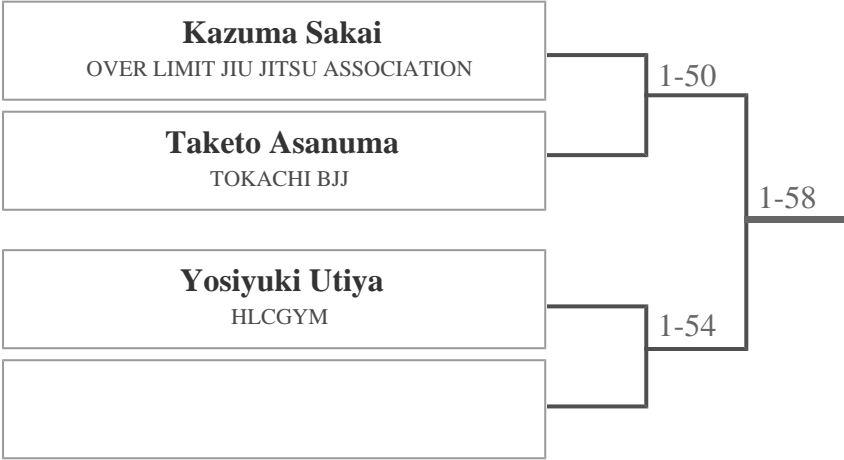 Kazuma Sakai
OVER LIMIT JIU JITSU ASSOCIATION
1-50
Taketo Asanuma
TOKACHI BJJ
1-58
Yosiyuki Utiya
HLCGYM
1-54